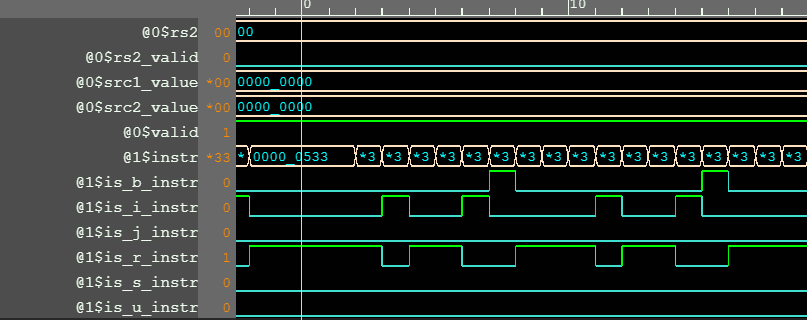 0 10
@0$rs2 00 00
@0$rs2_valid 0
@0$src1_value *00 0000_0000
@0$src2_value *00 0000_0000
@0$valid 1
@1$instr *33 * 0000_0533 *3 *3 *3 *3 *3 *3 *3 *3 *3 *3 *3 *3 *3 *3 *3 *3 *3
@1$is_b_instr 0
@1$is_i_instr 0
@1$is_j_instr 0
@1$is_r_instr 1
@1$is_s_instr 0
@1$is_u_instr 0